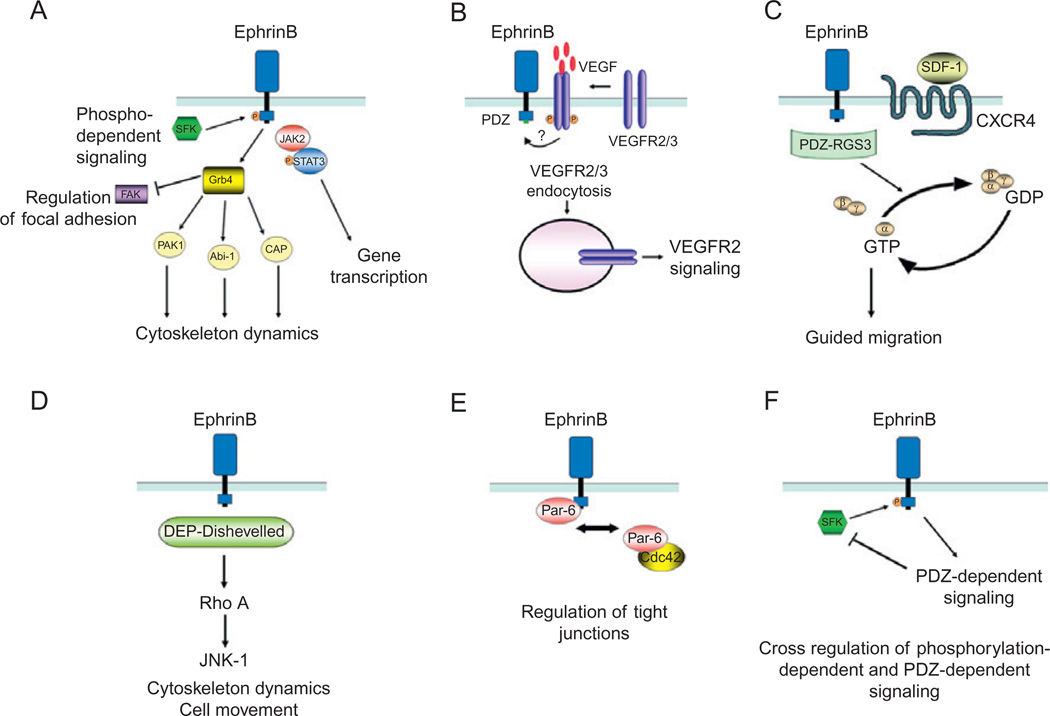 A
EphrinB
Phospho-
dependent
signaling
SFK
P
JAK2
P
STAT3
Grb4
FAK
Regulation
of focal adhesion
PAK1
Abi-1
CAP
Gene
transcription
Cytoskeleton dynamics
B
EphrinB
VEGF
PDZ
P
P
?
VEGFR2/3
VEGFR2/3
endocytosis
VEGFR2
signaling
C
EphrinB
SDF-1
CXCR4
PDZ-RGS3
β
γ
α
β
γ
α
GDP
GTP
Guided migration
D
EphrinB
DEP-Dishevelled
Rho A
JNK-1
Cytoskeleton dynamics
Cell movement
E
EphrinB
Par-6
Par-6
Cdc42
Regulation of tight
junctions
F
EphrinB
P
SFK
PDZ-dependent
signaling
Cross regulation of phosphorylation-
dependent and PDZ-dependent
signaling